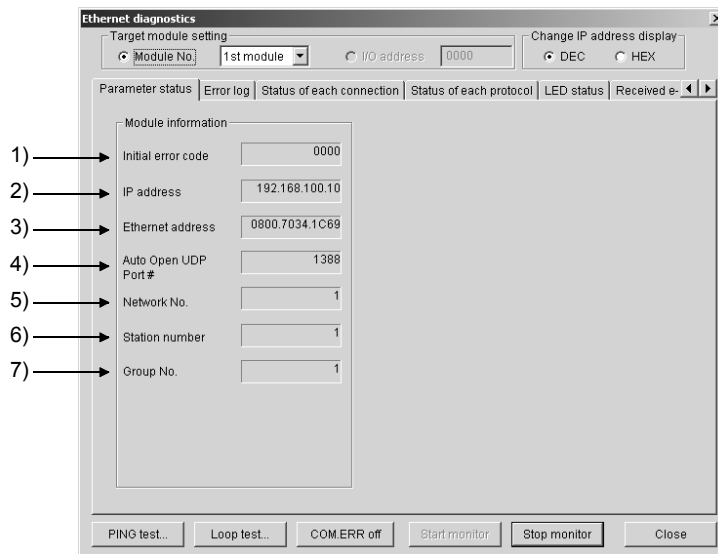 Ethernet diagnostics
Target module setting
Change IP address display
Module No. 1st module I/O address 0000 DEC HEX
Parameter status Error log Status of each connection Status of each protocol LED status Received e-
Module information
1) Initial error code 0000
2) IP address 192.168.100.10
3) Ethernet address 0800.7034.1C69
4) Auto Open UDP Port # 1388
5) Network No. 1
6) Station number 1
7) Group No. 1
PING test... Loop test... COM.ERR off Start monitor Stop monitor Close